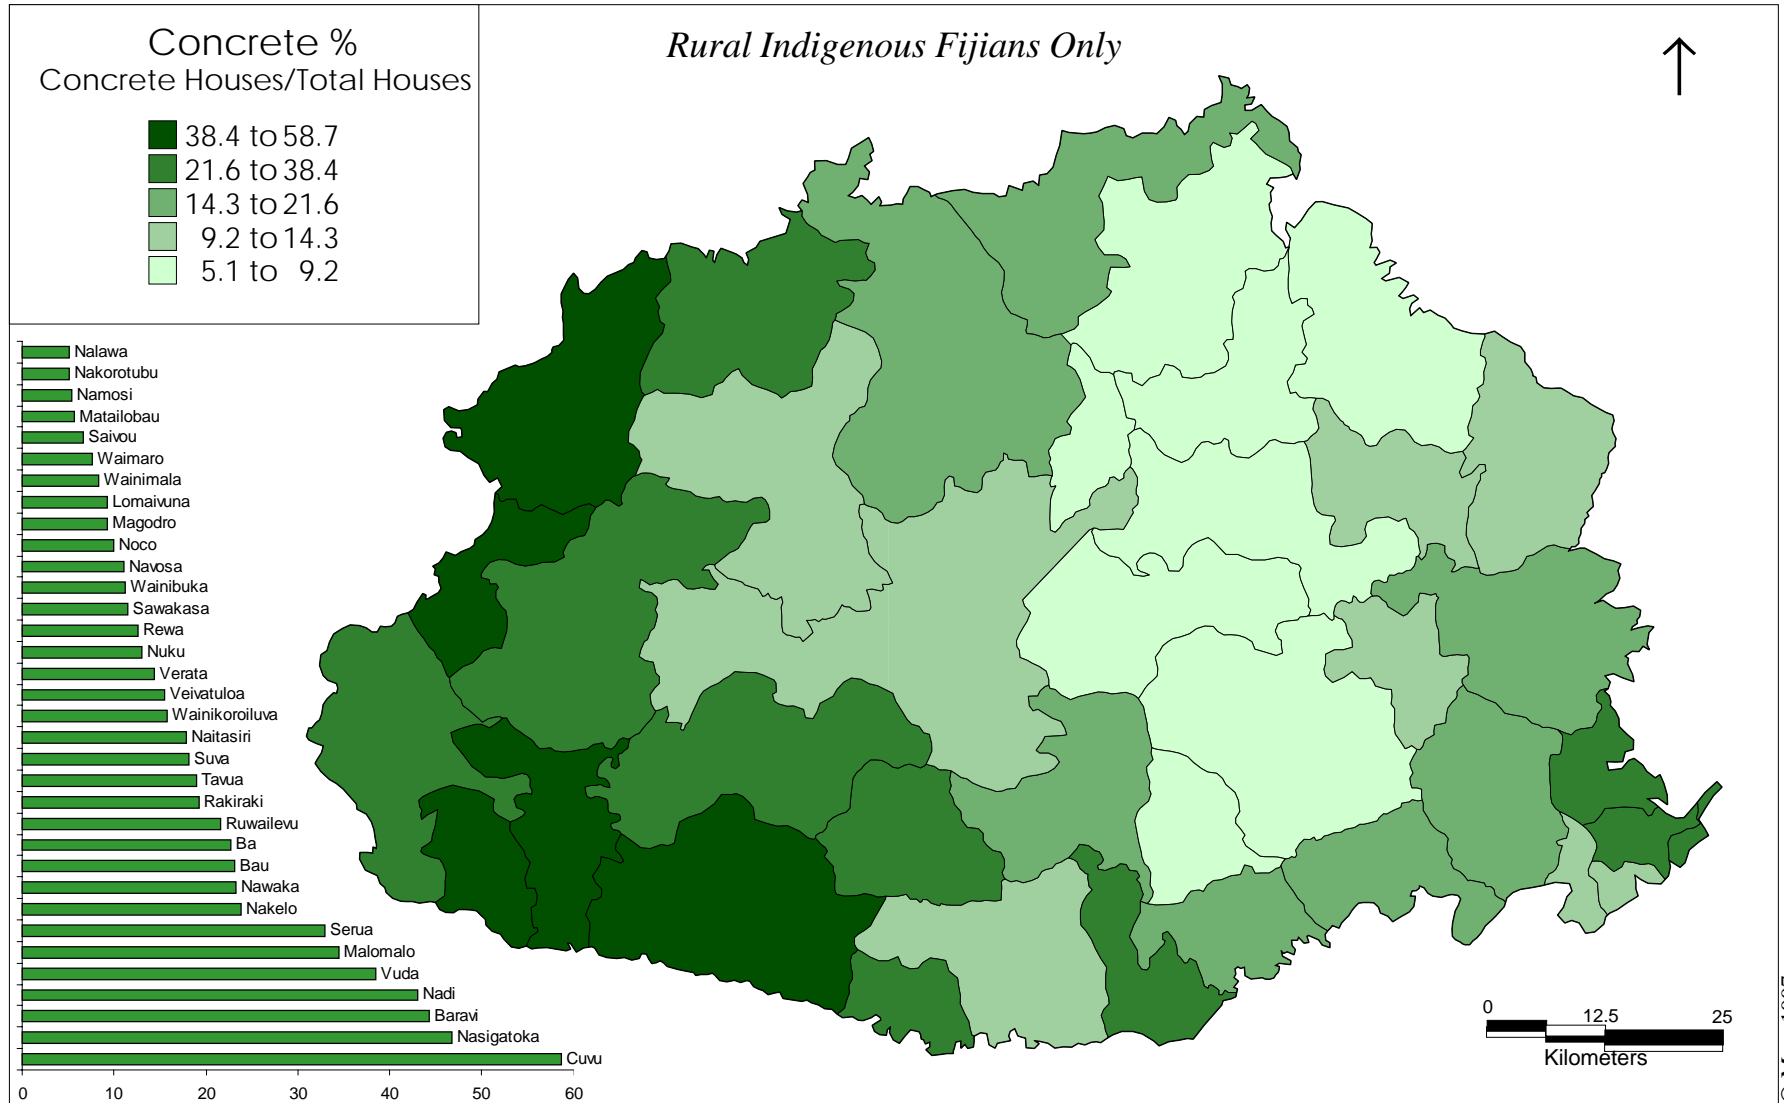 Concrete %
Concrete Houses/Total Houses
38.4 to 58.7
21.6 to 38.4
14.3 to 21.6
9.2 to 14.3
5.1 to 9.2
Rural Indigenous Fijians Only
Nalawa
Nakorotubu
Namosi
Matailobau
Saivou
Waimaro
Wainimala
Lomaivuna
Magodro
Noco
Navosa
Wainibuka
Sawakasa
Rewa
Nuku
Verata
Veivatuloa
Wainikoroiluva
Naitasiri
Suva
Tavua
Rakiraki
Ruwailevu
Ba
Bau
Nawaka
Nakelo
Serua
Malomalo
Vuda
Nadi
Baravi
Nasigatoka
Cuvu
0 10 20 30 40 50 60
0 12.5 25
Kilometers